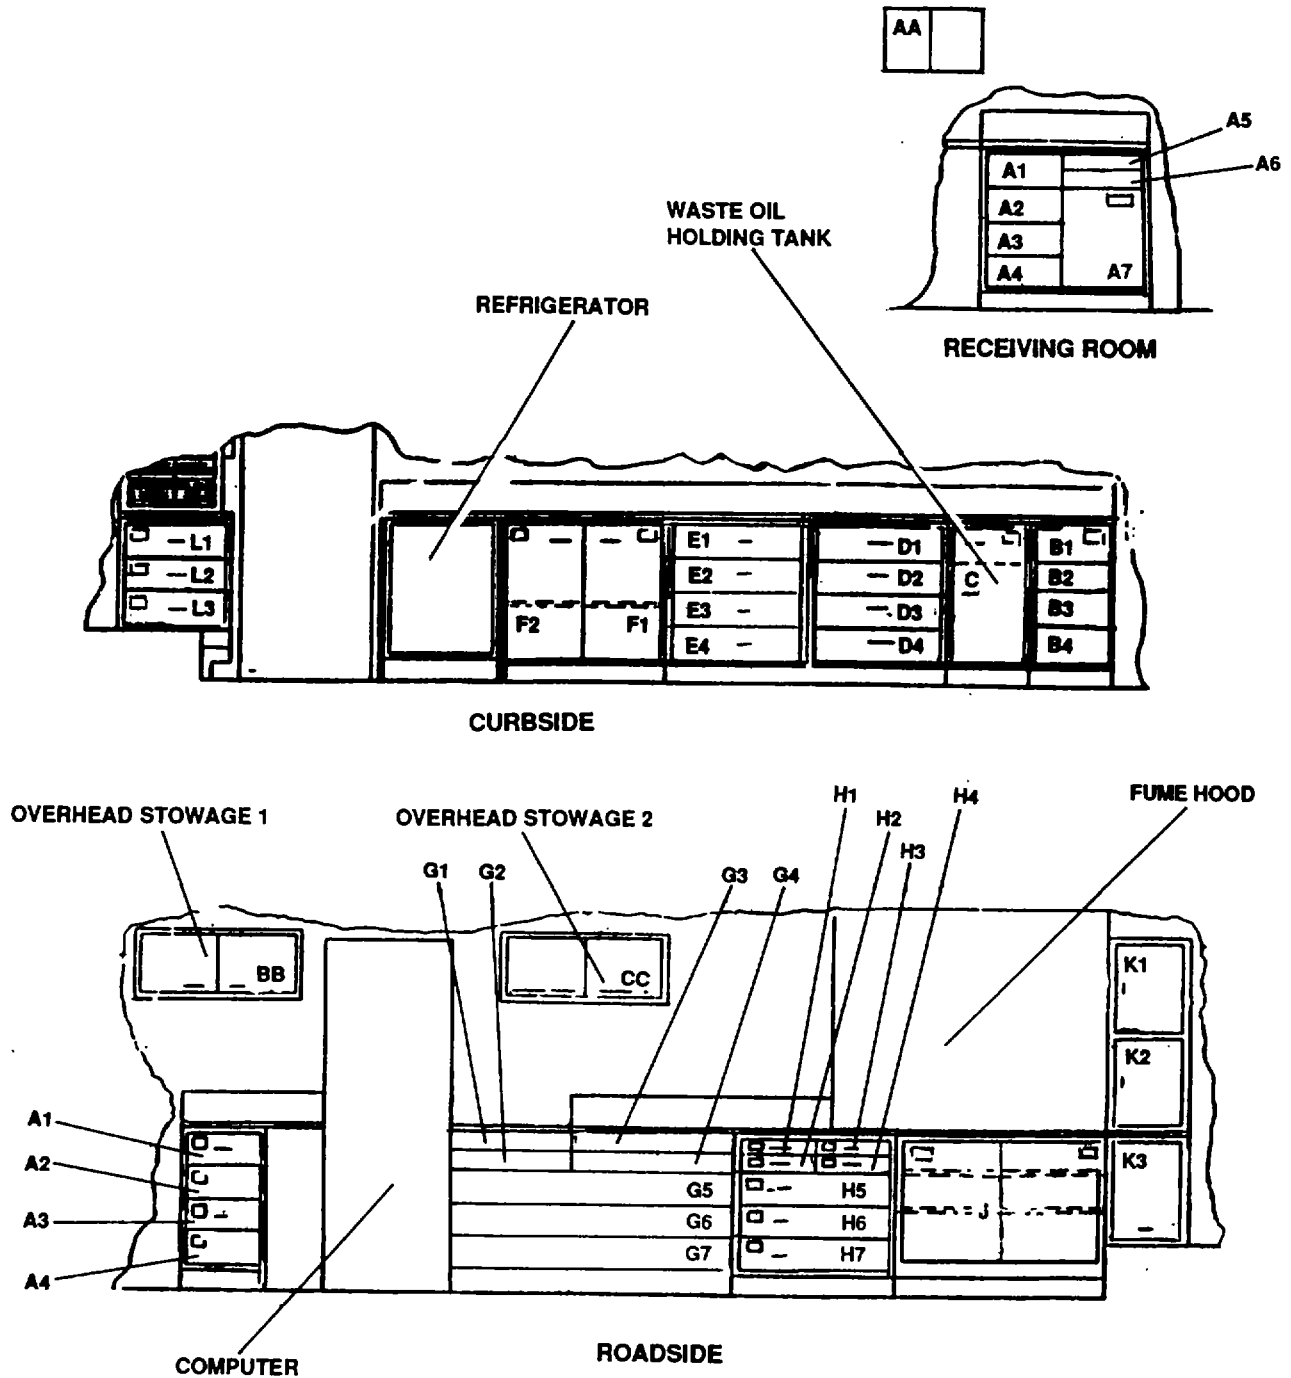 AA
A5
A1
A6
A2
A3
A4
A7
WASTE OIL
HOLDING TANK
REFRIGERATOR
RECEIVING ROOM
L1
L2
L3
F2
F1
E1
E2
E3
E4
D1
D2
D3
D4
C
B1
B2
B3
B4
CURBSIDE
OVERHEAD STOWAGE 1
OVERHEAD STOWAGE 2
H1
H2
H3
H4
FUME HOOD
G1
G2
G3
G4
BB
CC
K1
K2
K3
A1
A2
A3
A4
G5
G6
G7
H5
H6
H7
J
COMPUTER
ROADSIDE